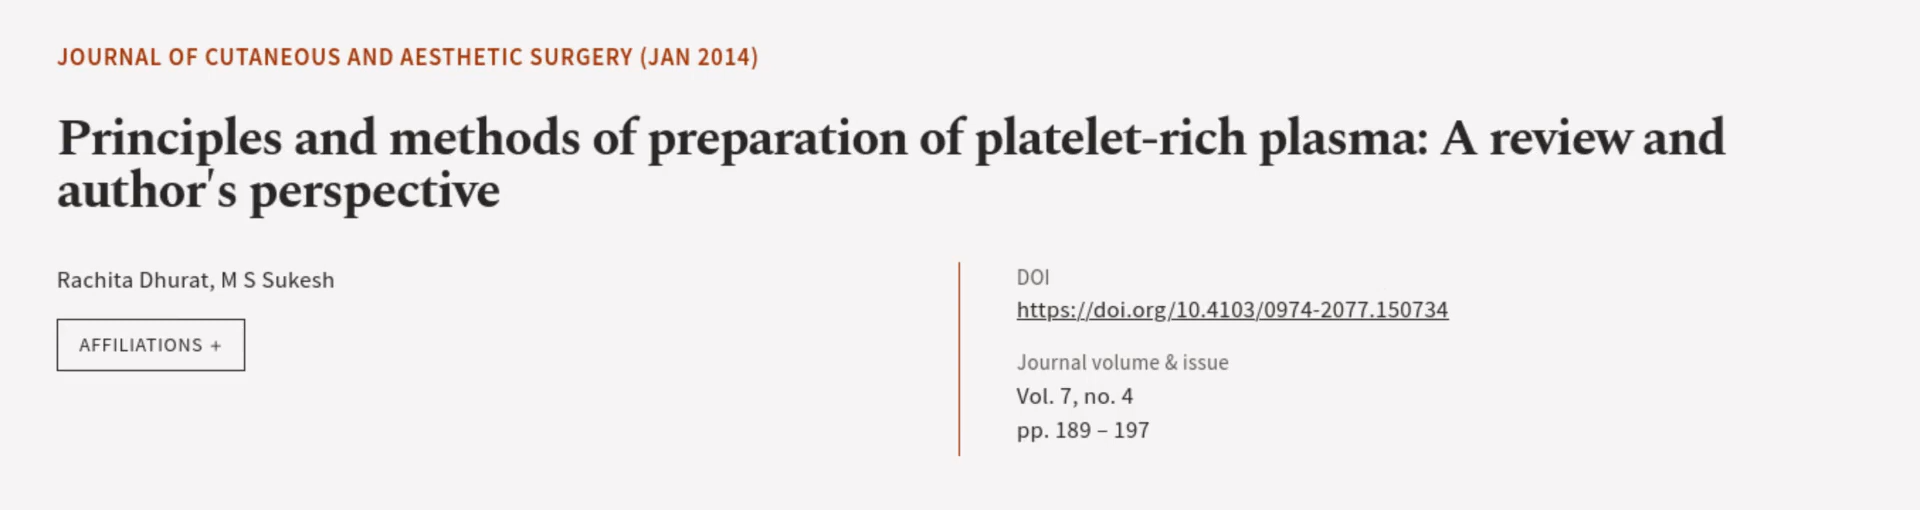 JOURNAL OF CUTANEOUS AND AESTHETIC SURGERY (JAN 2014)
Principles and methods of preparation of platelet-rich plasma: A review and
author's perspective
Rachita Dhurat, M S Sukesh
AFFILIATIONS +
DOI
https://doi.org/10.4103/0974-2077.150734
Journal volume & issue
Vol. 7, no. 4
pp. 189 – 197